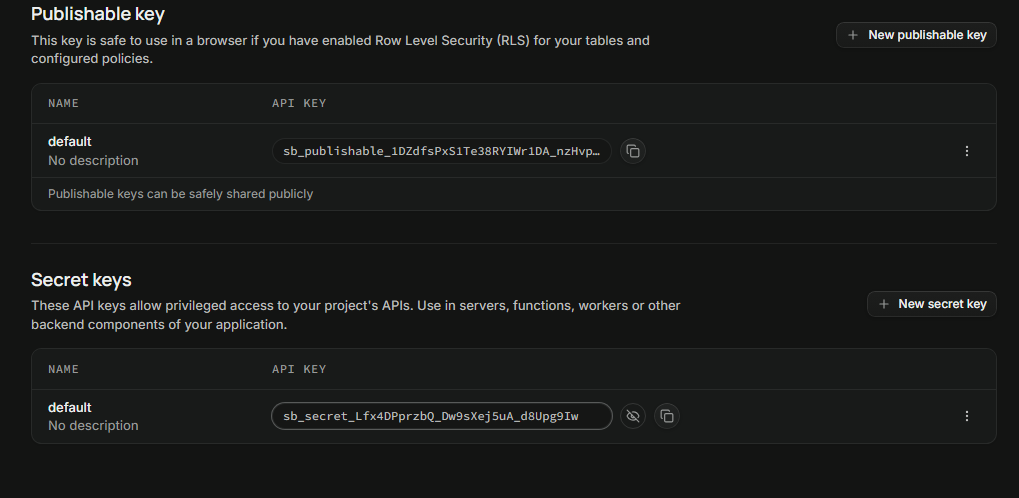 Publishable key
This key is safe to use in a browser if you have enabled Row Level Security (RLS) for your tables and
configured policies.
New publishable key
NAME API KEY
default
No description
sb_publishable_1DZdfsPxS1Te38RYIWr1DA_nzHvp…
Publishable keys can be safely shared publicly
Secret keys
These API keys allow privileged access to your project's APIs. Use in servers, functions, workers or other
backend components of your application.
New secret key
NAME API KEY
default
No description
sb_secret_Lfx4DPprzbQ_Dw9sXej5uA_d8Upg9Iw